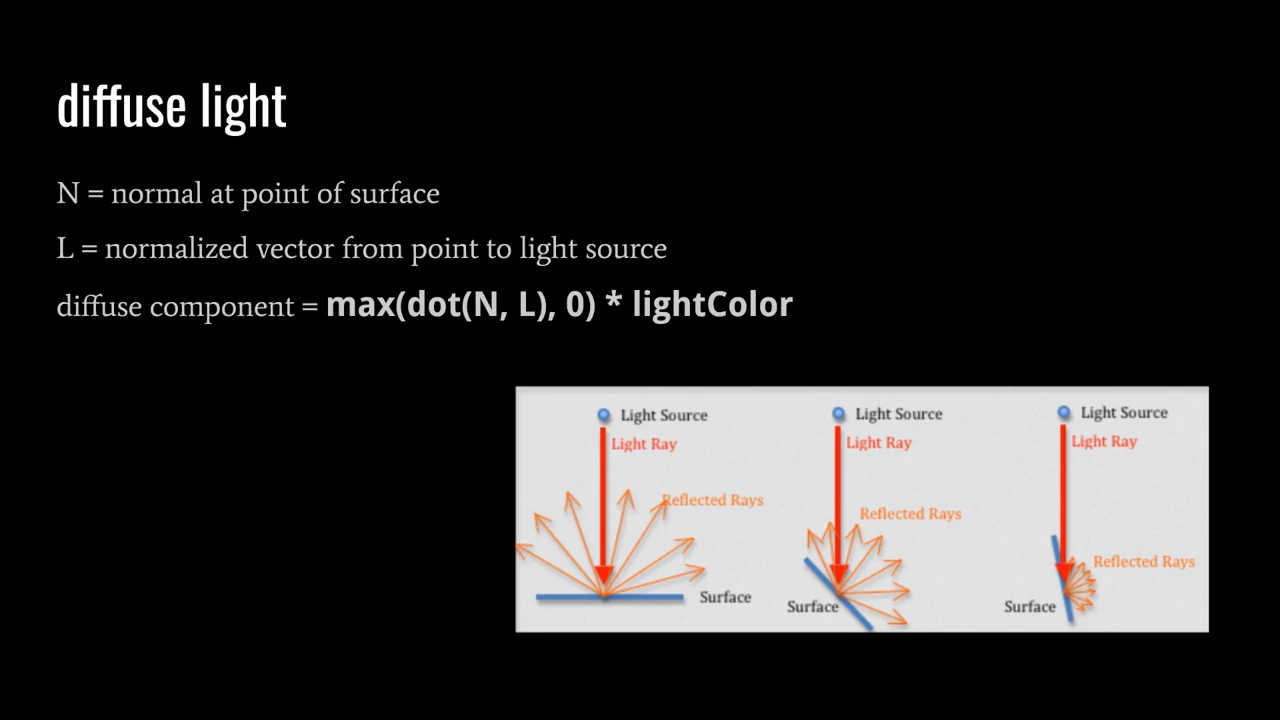 diffuse light
N = normal at point of surface
L = normalized vector from point to light source
diffuse component = max(dot(N, L), 0) * lightColor
Light Source
Light Ray
Reflected Rays
Surface
Light Source
Light Ray
Reflected Rays
Surface
Light Source
Light Ray
Reflected Rays
Surface